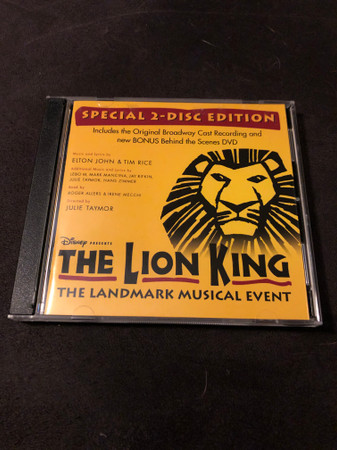 SPECIAL 2-DISC EDITION
Includes the Original Broadway Cast Recording and
new BONUS Behind the Scenes DVD
Music and lyrics by
ELTON JOHN & TIM RICE
Additional Music and Lyrics by
LEBO M, MARK MANCINA, JAY RIFKIN,
JULIE TAYMOR, HANS ZIMMER
Book by
ROGER ALLERS & IRENE MECCHI
Directed by
JULIE TAYMOR
Disney PRESENTS
THE LION KING
THE LANDMARK MUSICAL EVENT